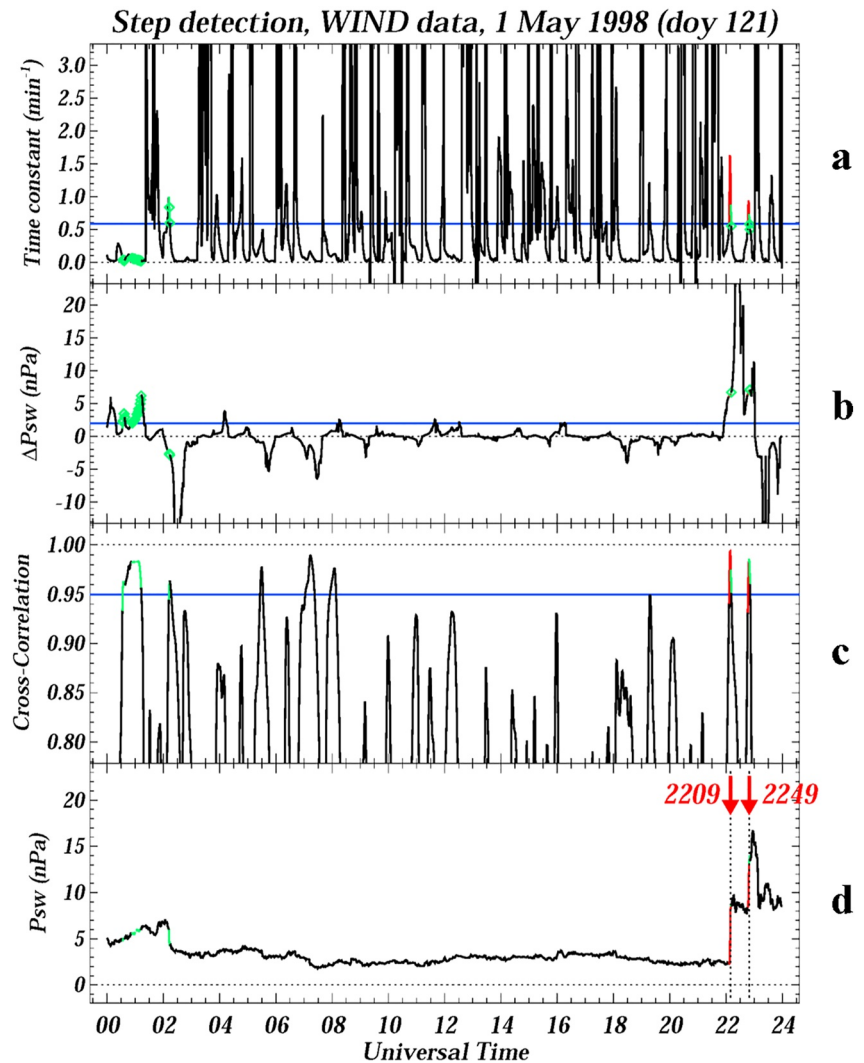 Step detection, WIND data, 1 May 1998 (doy 121)
Time constant (min⁻¹)
3.0
2.5
2.0
1.5
1.0
0.5
0.0
a
ΔPsw (nPa)
20
15
10
5
0
-5
-10
b
Cross-Correlation
1.00
0.95
0.90
0.85
0.80
c
Psw (nPa)
20
15
10
5
0
2209
2249
d
00 02 04 06 08 10 12 14 16 18 20 22 24
Universal Time